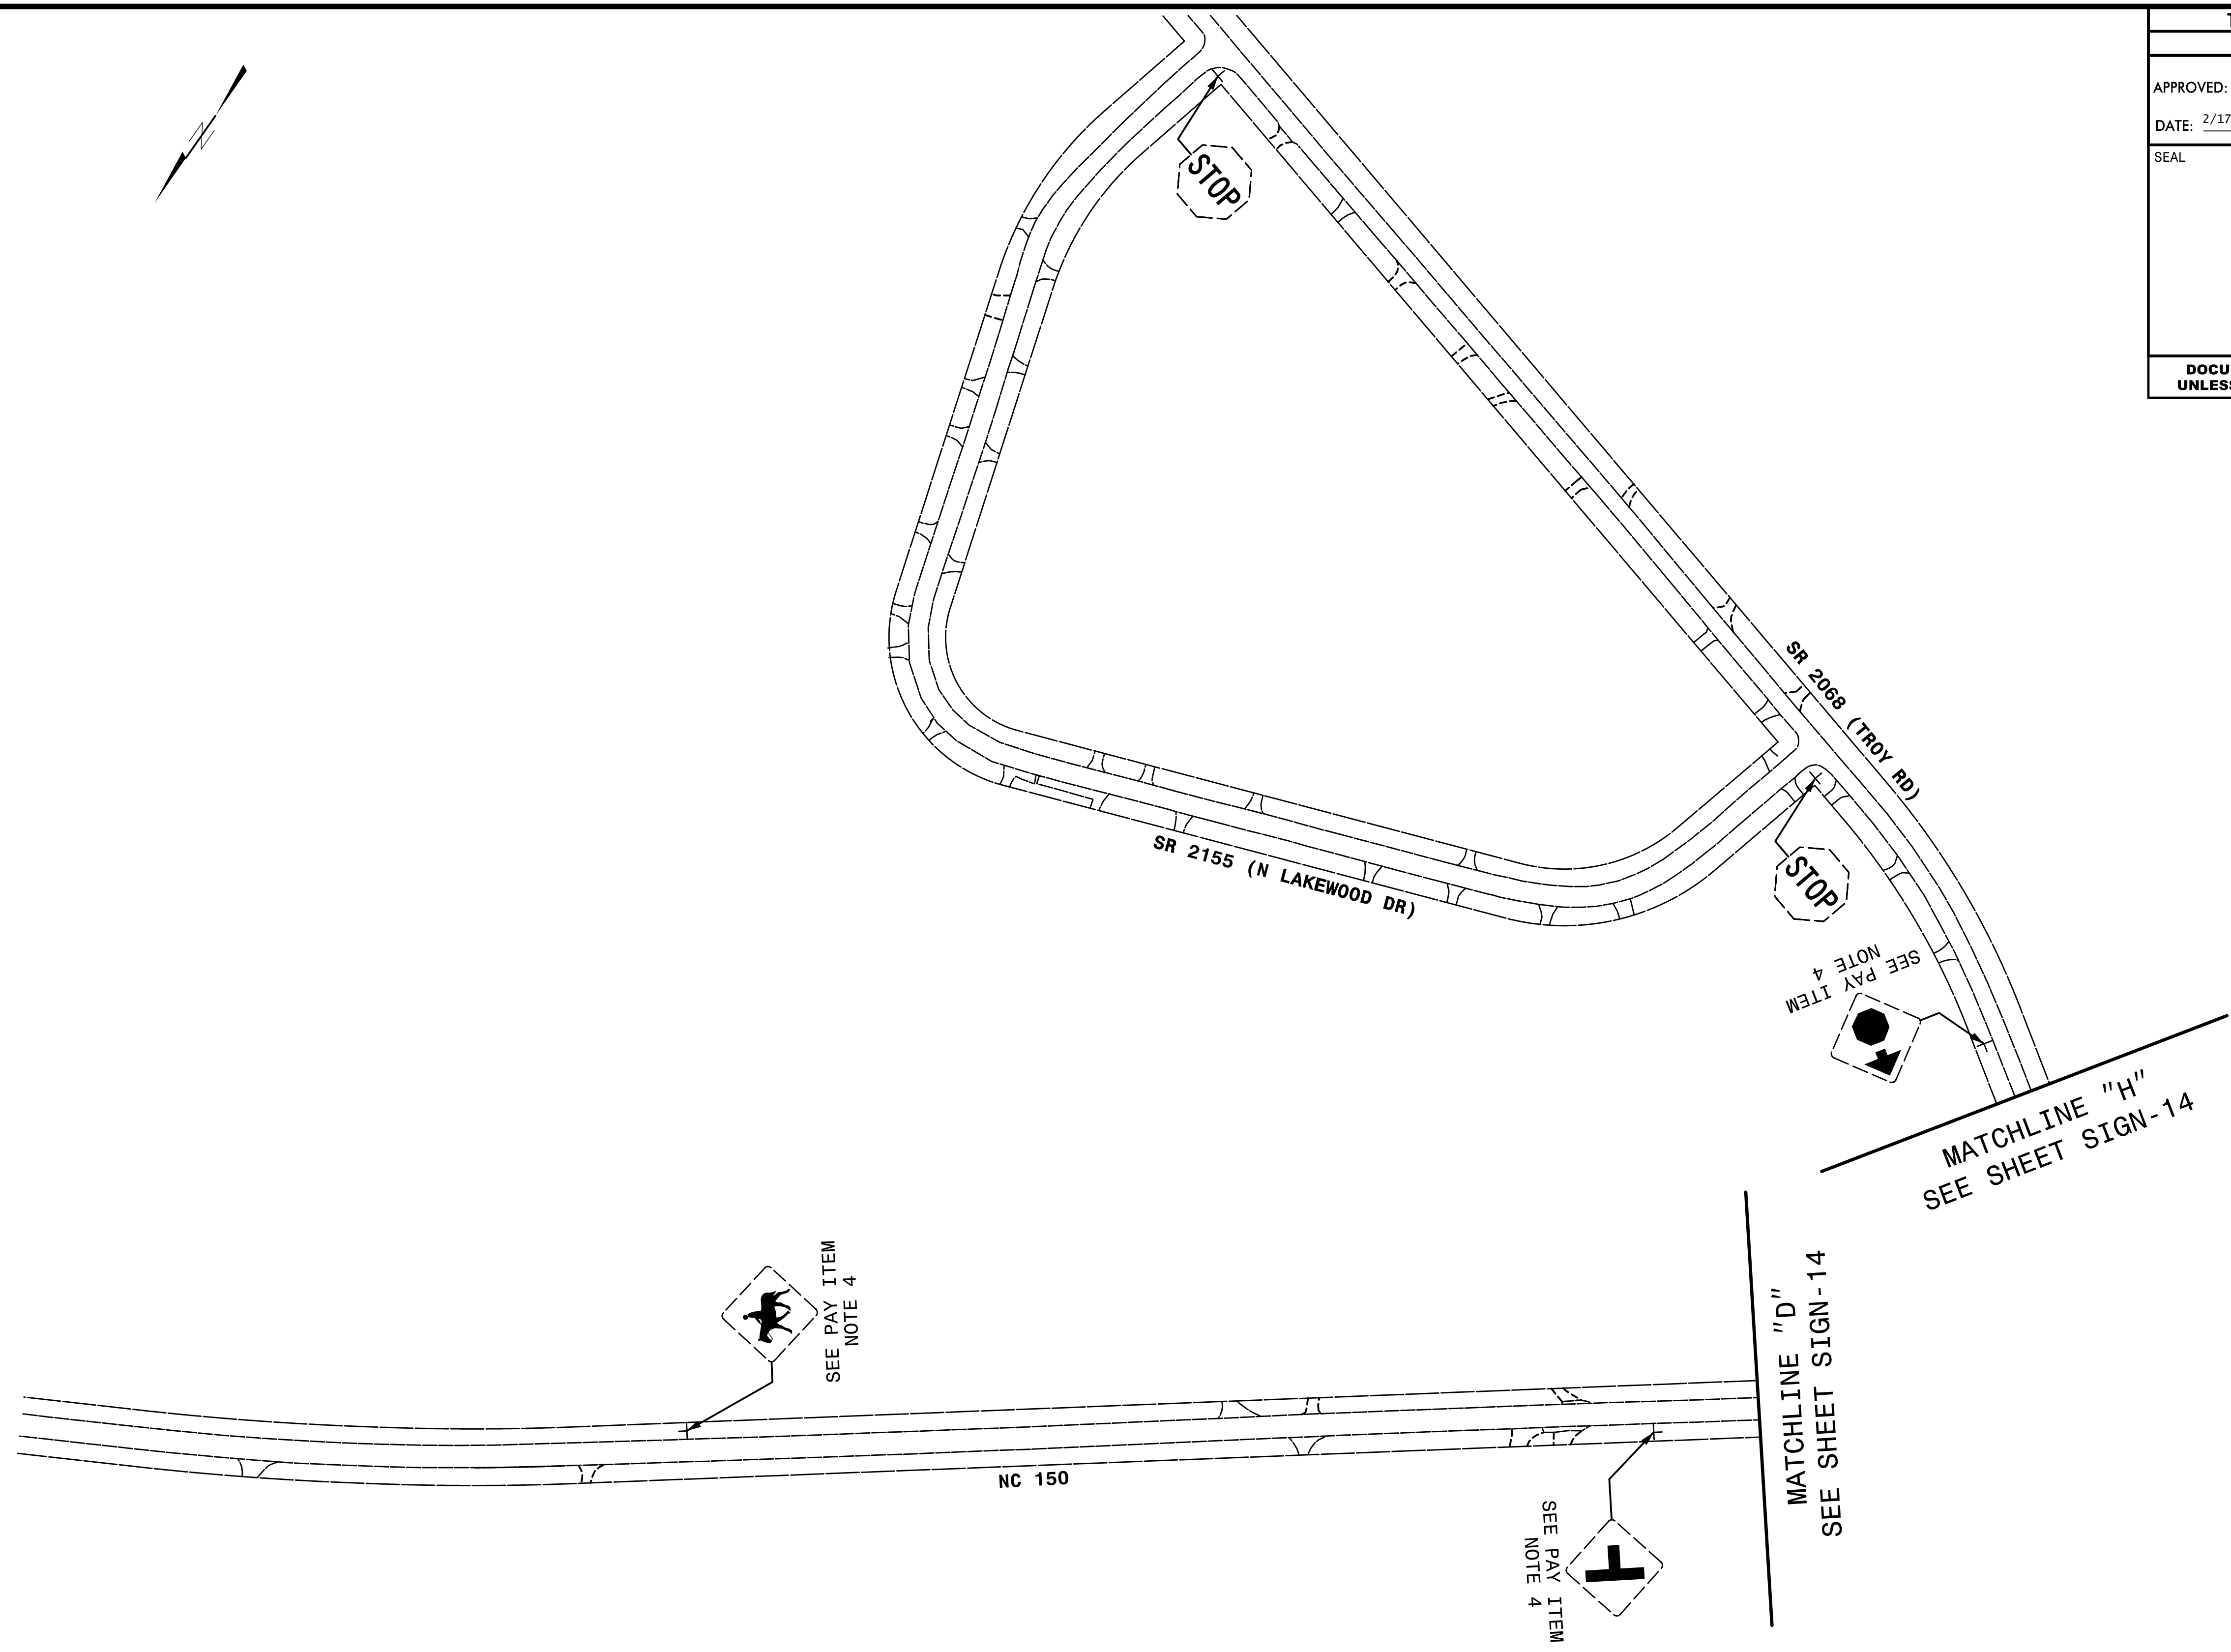 T
APPROVED:
DATE: 2/17
SEAL
DOCU
UNLESS
STOP
SR 2068 (TROY RD)
SR 2155 (N LAKEWOOD DR)
STOP
SEE PAY ITEM
NOTE 4
MATCHLINE "H"
SEE SHEET SIGN-14
SEE PAY ITEM
NOTE 4
MATCHLINE "D"
SEE SHEET SIGN-14
NC 150
SEE PAY ITEM
NOTE 4
N